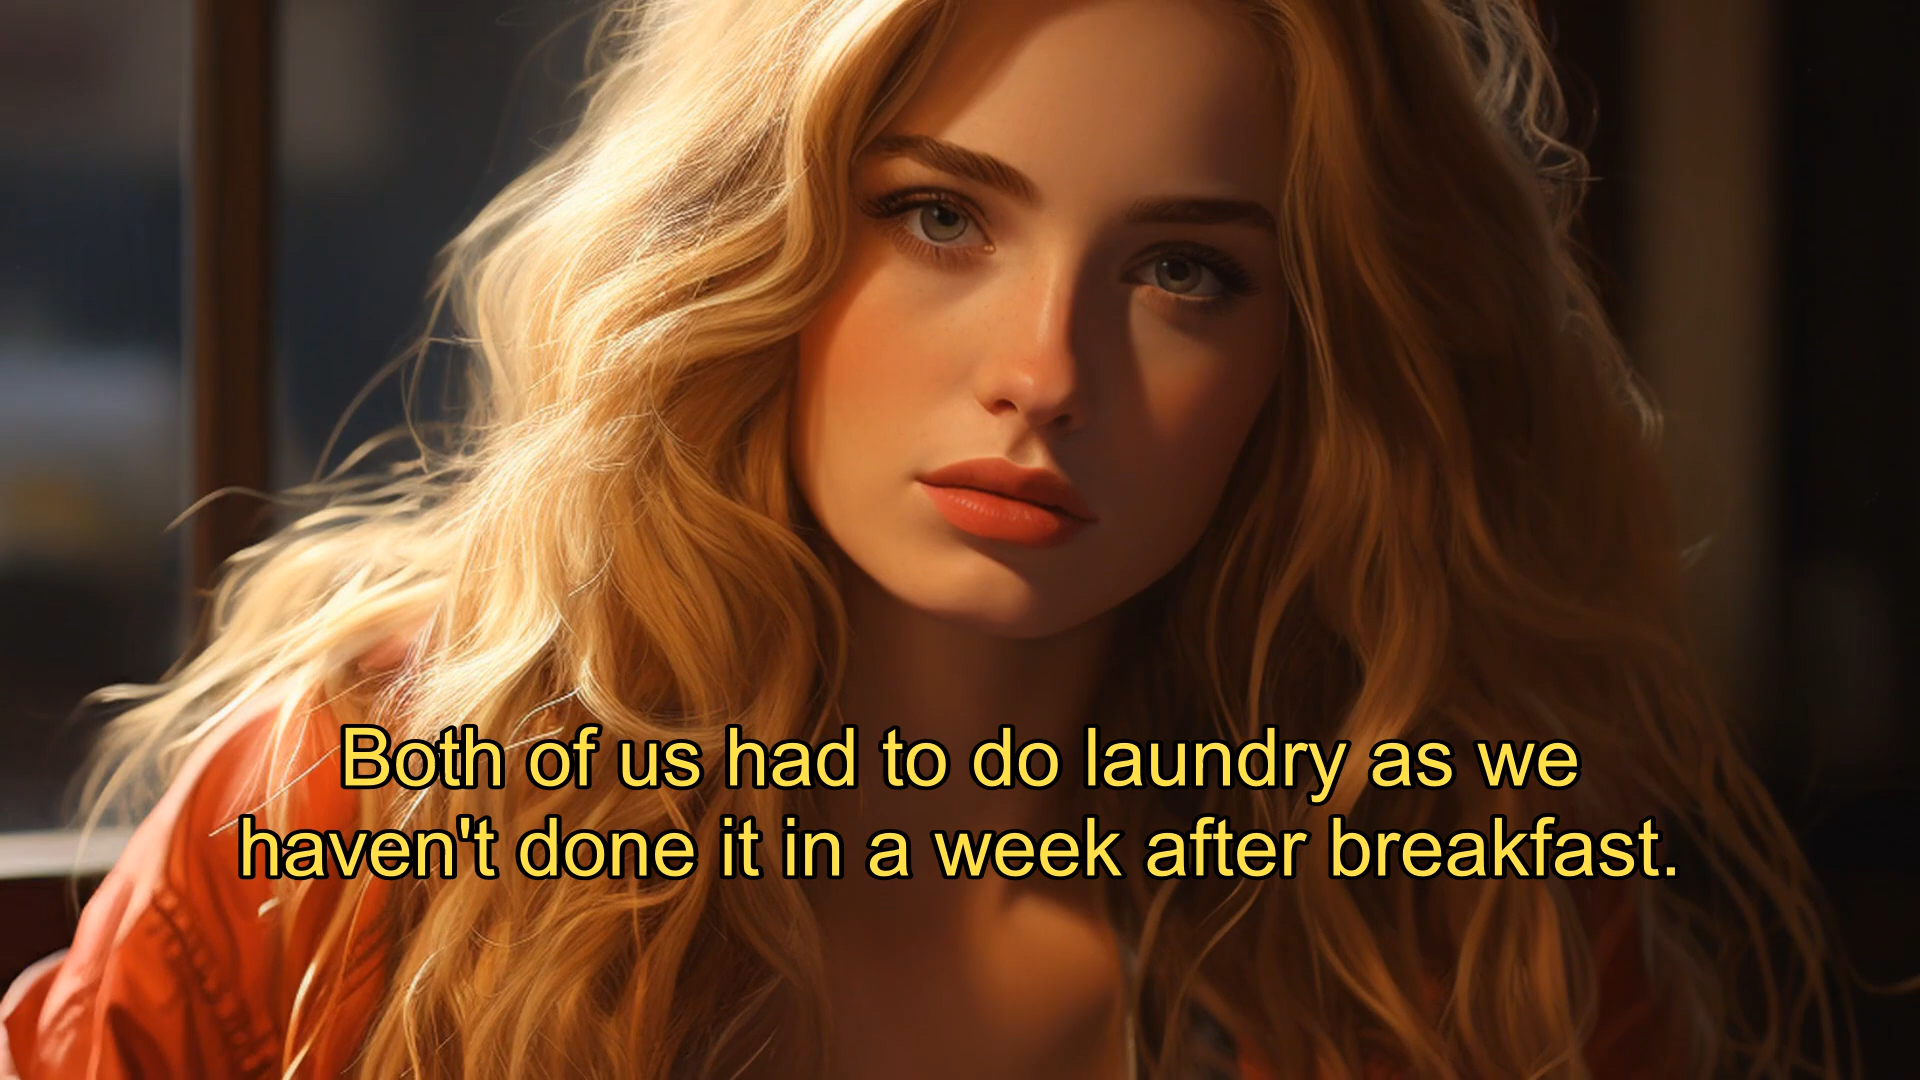 Both of us had to do laundry as we
haven't done it in a week after breakfast.